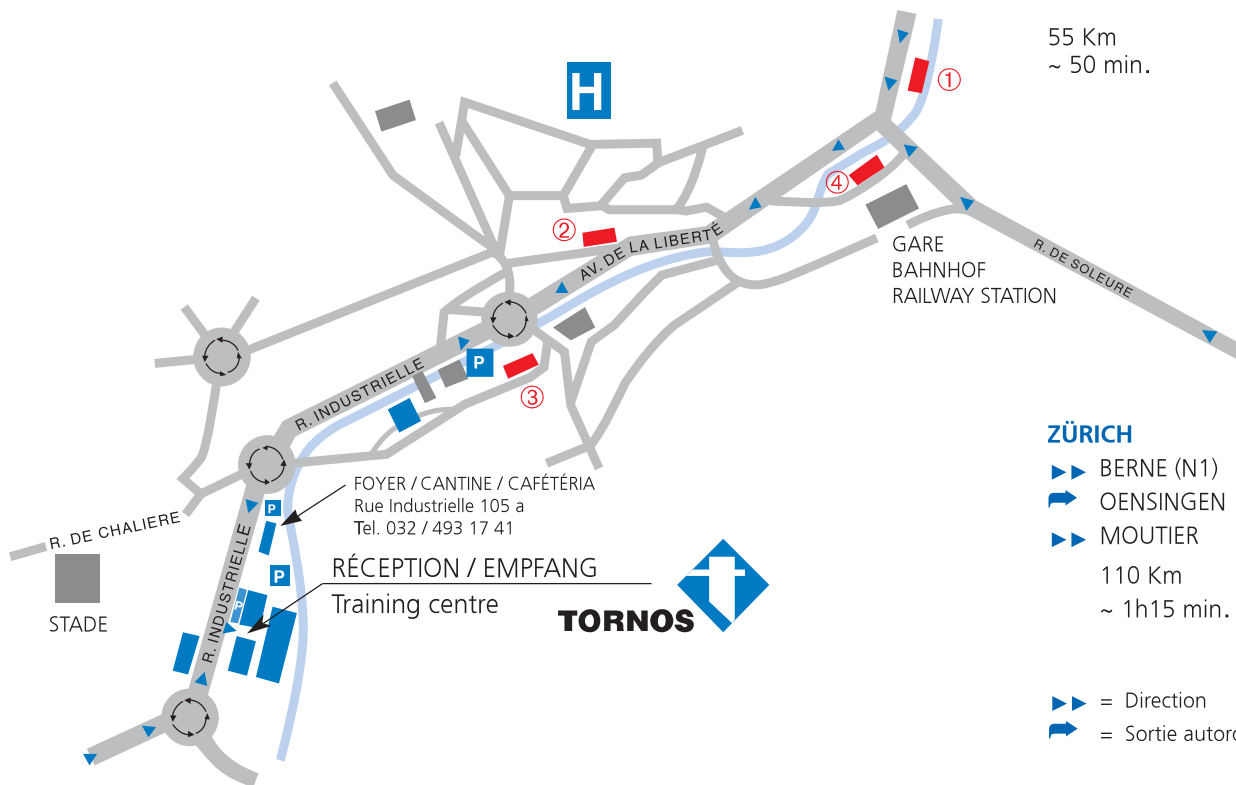 55 Km
~ 50 min.
H
①
④
②
AV. DE LA LIBERTÉ
GARE
BAHNHOF
RAILWAY STATION
R. DE SOLEURE
P
③
R. INDUSTRIELLE
ZÜRICH
BERNE (N1)
OENSINGEN
MOUTIER
110 Km
~ 1h15 min.
FOYER / CANTINE / CAFÉTÉRIA
Rue Industrielle 105 a
Tel. 032 / 493 17 41
P
R. DE CHALIERE
R. INDUSTRIELLE
P
P
RÉCEPTION / EMPFANG
Training centre
TORNOS
t
STADE
= Direction
= Sortie autoro